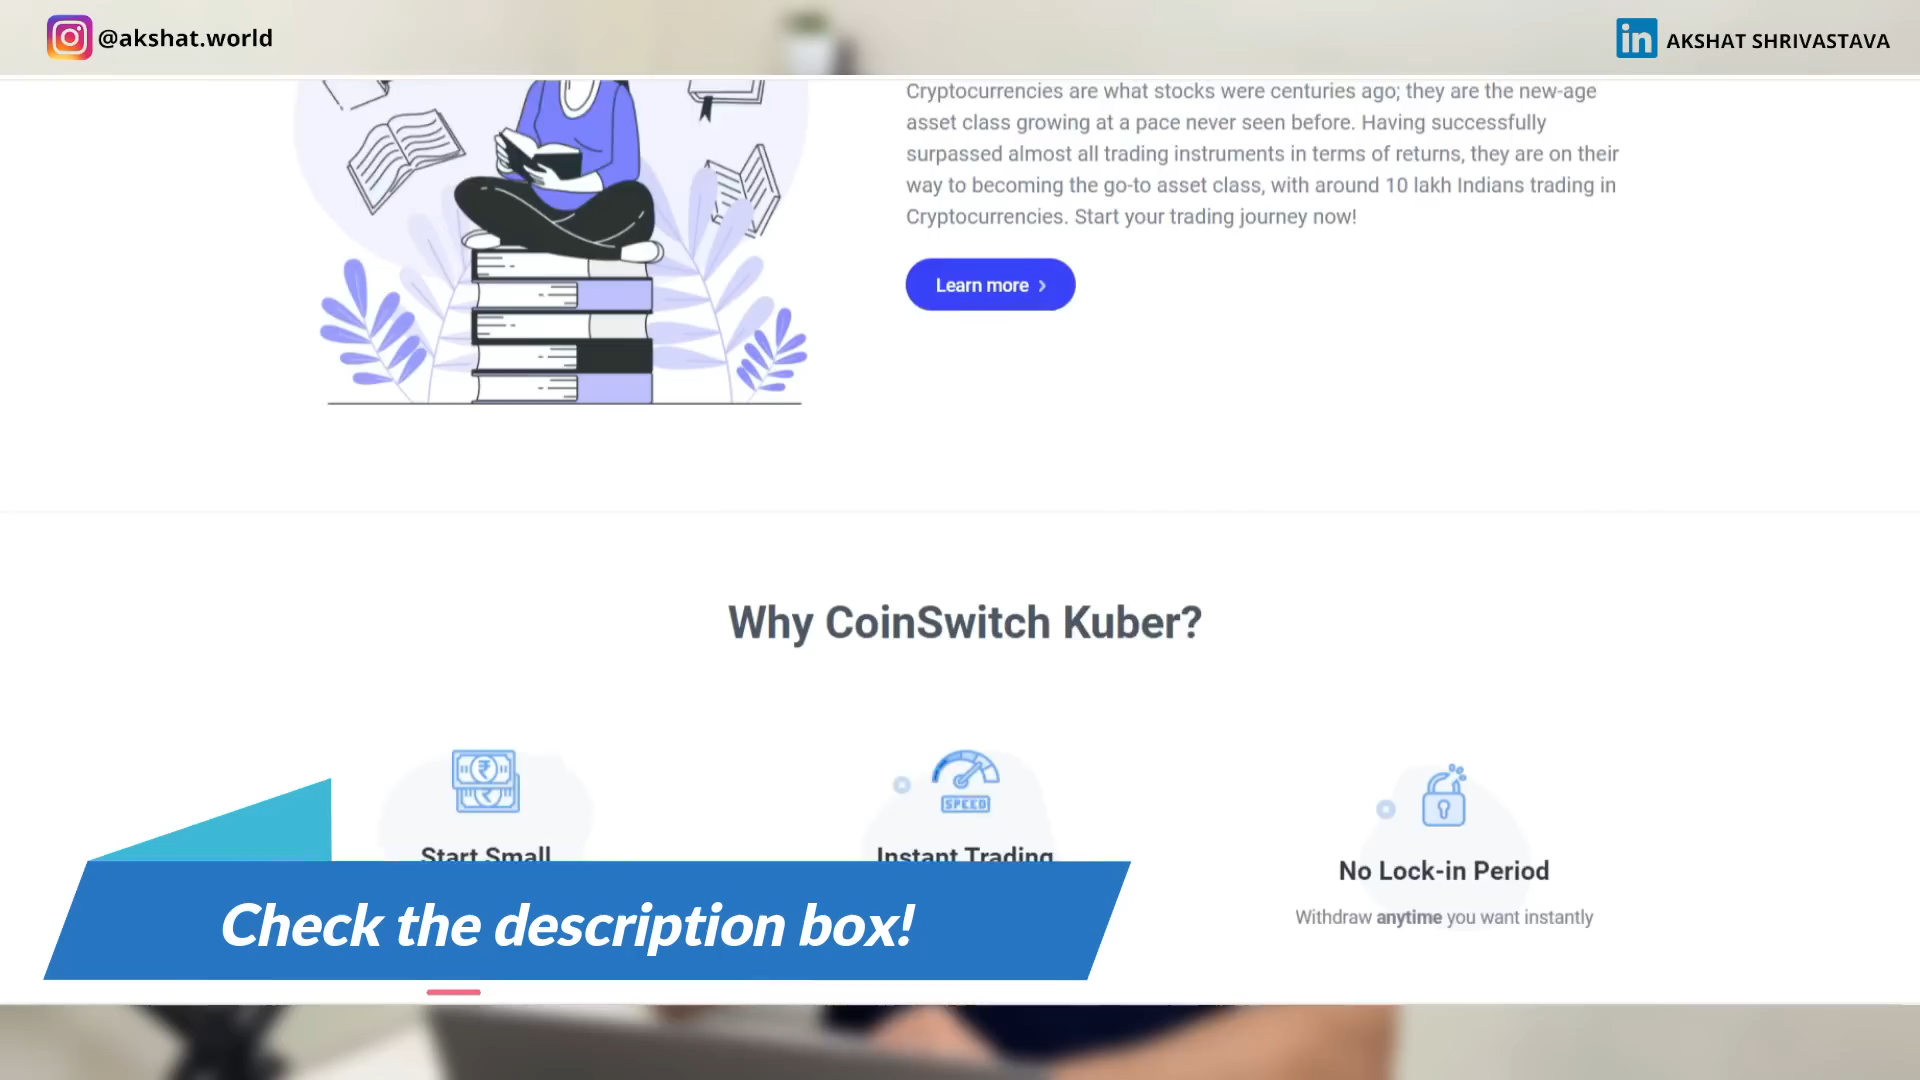 @akshat.world
AKSHAT SHRIVASTAVA
Cryptocurrencies are what stocks were centuries ago; they are the new-age
asset class growing at a pace never seen before. Having successfully
surpassed almost all trading instruments in terms of returns, they are on their
way to becoming the go-to asset class, with around 10 lakh Indians trading in
Cryptocurrencies. Start your trading journey now!
Learn more
Why CoinSwitch Kuber?
SPEED
Start Small
Instant Trading
No Lock-in Period
Withdraw anytime you want instantly
Check the description box!